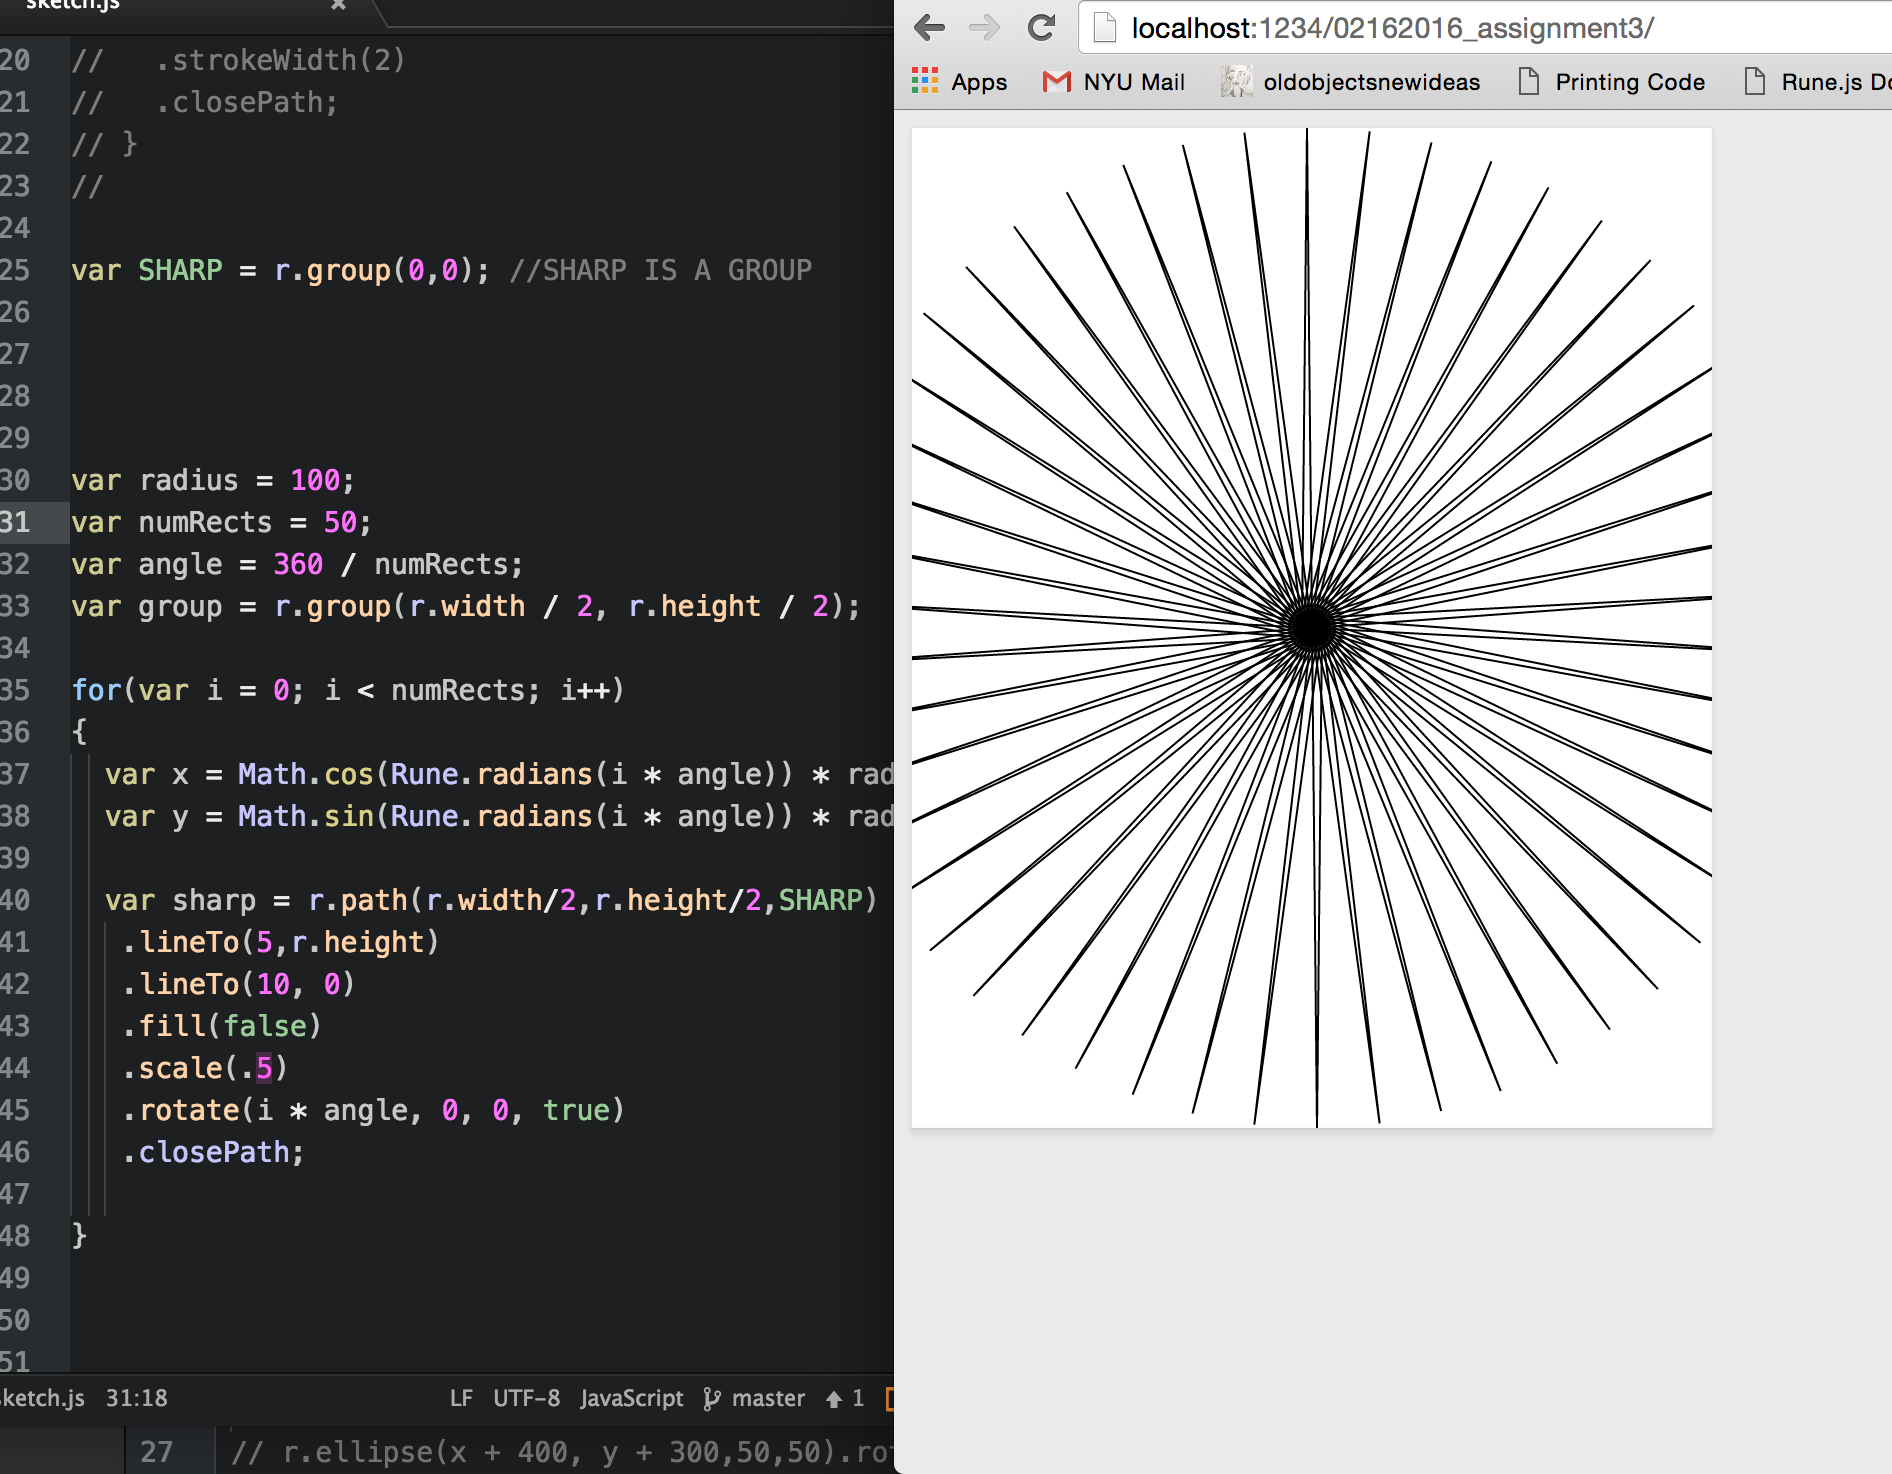 sketch.js ×
20 //   .strokeWidth(2)
21 //   .closePath;
22 // }
23 //
24
25 var SHARP = r.group(0,0); //SHARP IS A GROUP
26
27
28
29
30 var radius = 100;
31 var numRects = 50;
32 var angle = 360 / numRects;
33 var group = r.group(r.width / 2, r.height / 2);
34
35 for(var i = 0; i < numRects; i++)
36 {
37   var x = Math.cos(Rune.radians(i * angle)) * rad
38   var y = Math.sin(Rune.radians(i * angle)) * rad
39
40   var sharp = r.path(r.width/2,r.height/2,SHARP)
41    .lineTo(5,r.height)
42    .lineTo(10, 0)
43    .fill(false)
44    .scale(.5)
45    .rotate(i * angle, 0, 0, true)
46    .closePath;
47
48 }
49
50
51
sketch.js 31:18 LF UTF-8 JavaScript master 1
27 // r.ellipse(x + 400, y + 300,50,50).ro
localhost:1234/02162016_assignment3/
Apps NYU Mail oldobjectsnewideas Printing Code Rune.js Do